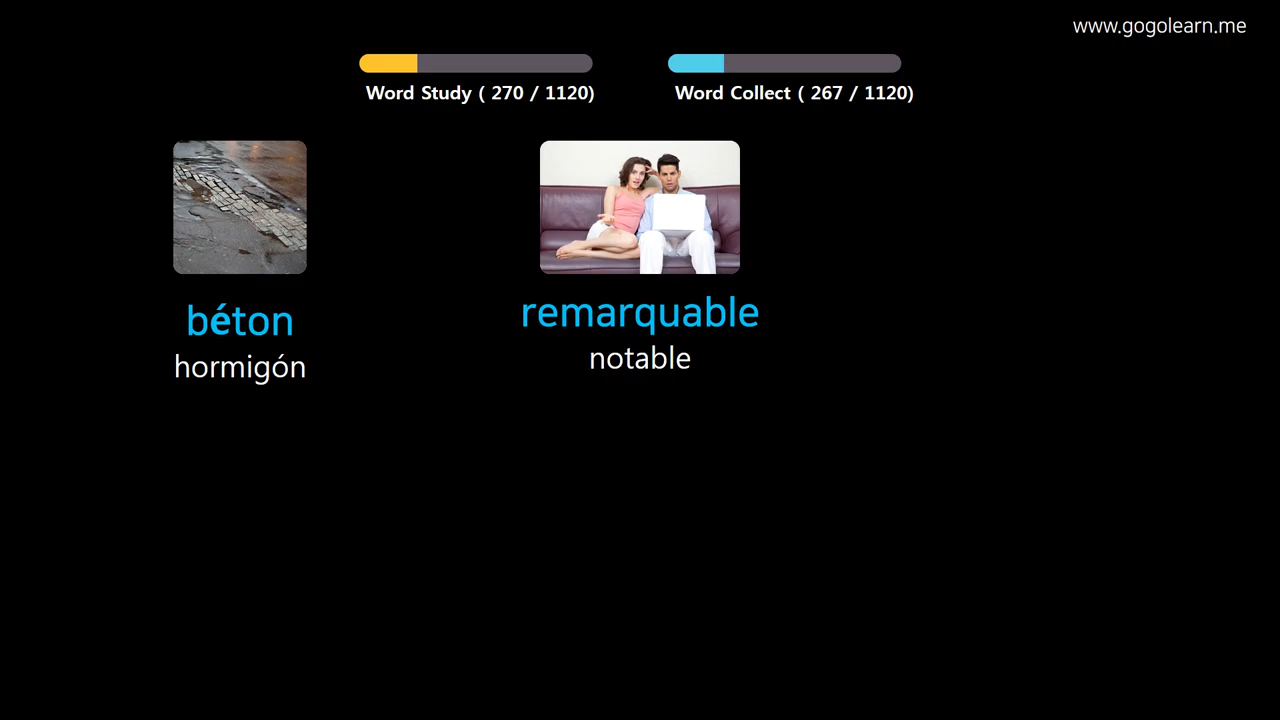 www.gogolearn.me
Word Study ( 270 / 1120)
Word Collect ( 267 / 1120)
béton
hormigón
remarquable
notable